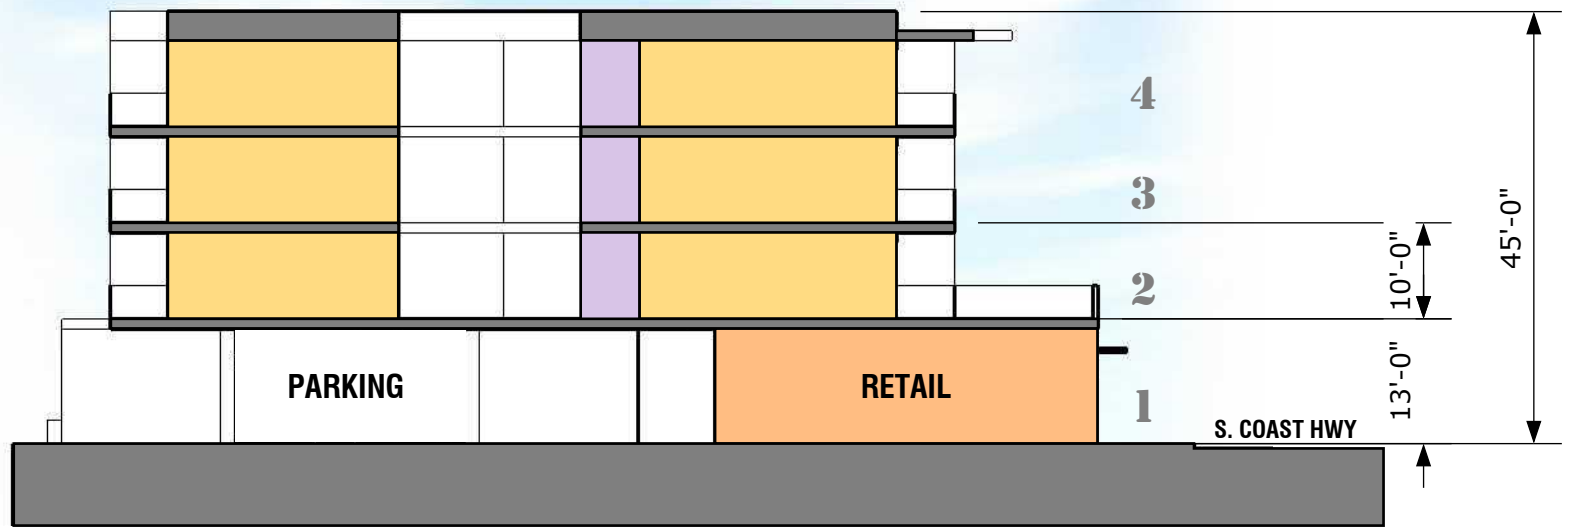 4
3
2
1
PARKING
RETAIL
S. COAST HWY
10'-0"
13'-0"
45'-0"